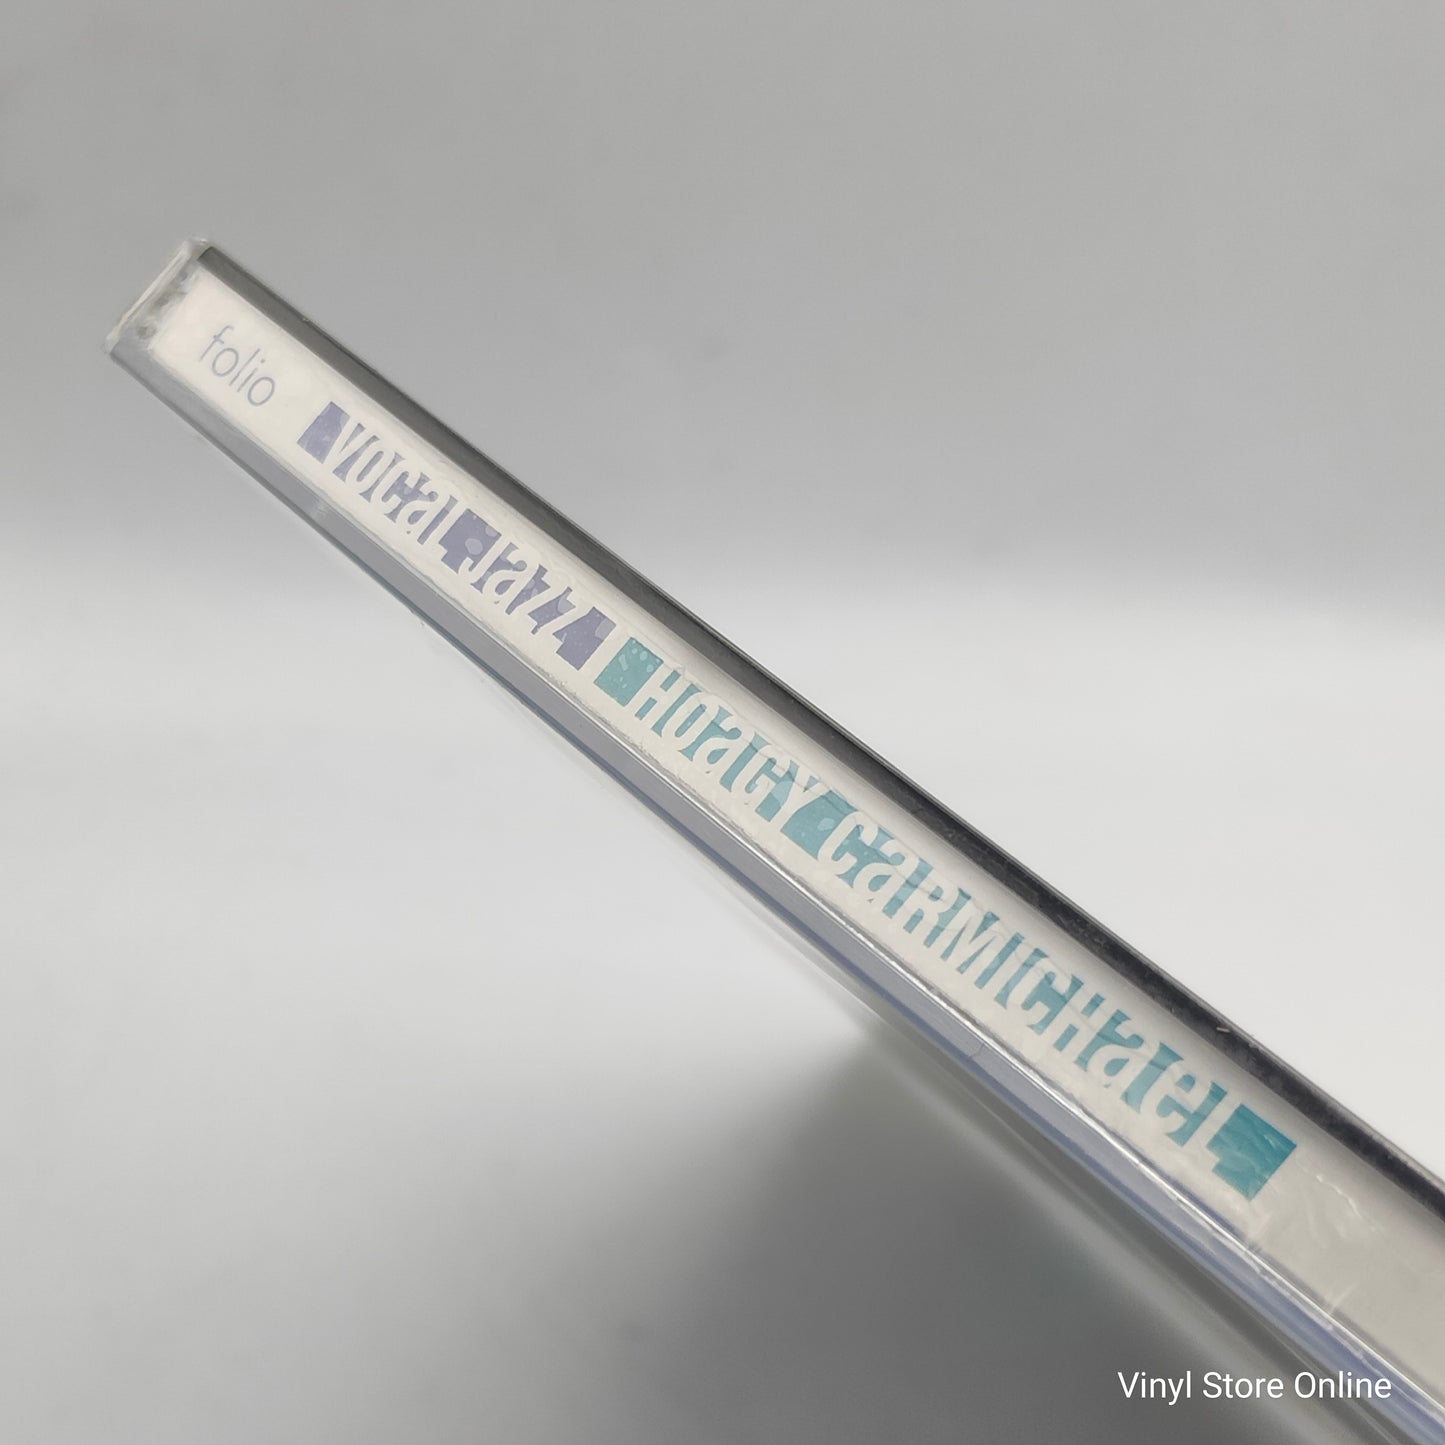 folio VOCaL JaZZ HOaGY CaRMICHaeL
Vinyl Store Online